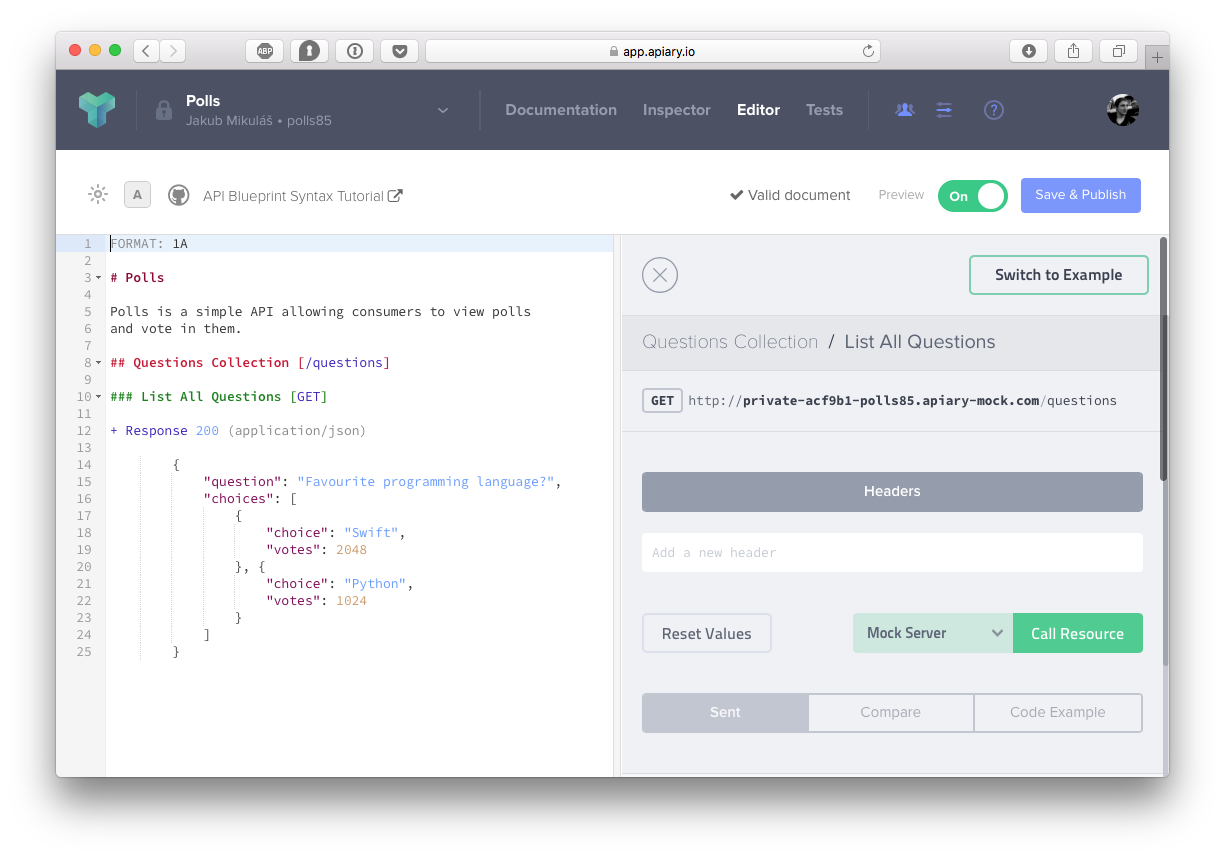 ABP
app.apiary.io
Polls
Jakub Mikuláš • polls85
Documentation
Inspector
Editor
Tests
?
A
API Blueprint Syntax Tutorial
Valid document
Preview
On
Save & Publish
1 FORMAT: 1A
2
3 # Polls
4
5 Polls is a simple API allowing consumers to view polls
6 and vote in them.
7
8 ## Questions Collection [/questions]
9
10 ### List All Questions [GET]
11
12 + Response 200 (application/json)
13
14 {
15 "question": "Favourite programming language?",
16 "choices": [
17 {
18 "choice": "Swift",
19 "votes": 2048
20 }, {
21 "choice": "Python",
22 "votes": 1024
23 }
24 ]
25 }
Switch to Example
Questions Collection / List All Questions
GET http://private-acf9b1-polls85.apiary-mock.com/questions
Headers
Add a new header
Reset Values
Mock Server
Call Resource
Sent
Compare
Code Example